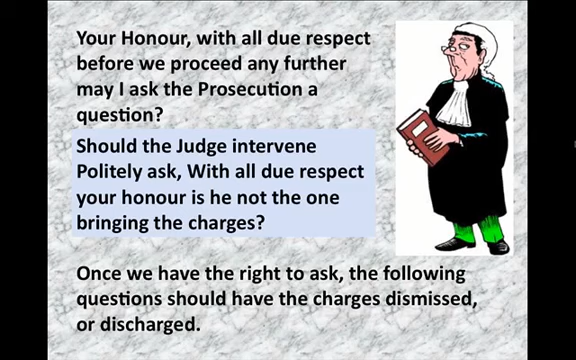 Your Honour, with all due respect
before we proceed any further
may I ask the Prosecution a
question?
Should the Judge intervene
Politely ask, With all due respect
your honour is he not the one
bringing the charges?
Once we have the right to ask, the following
questions should have the charges dismissed,
or discharged.